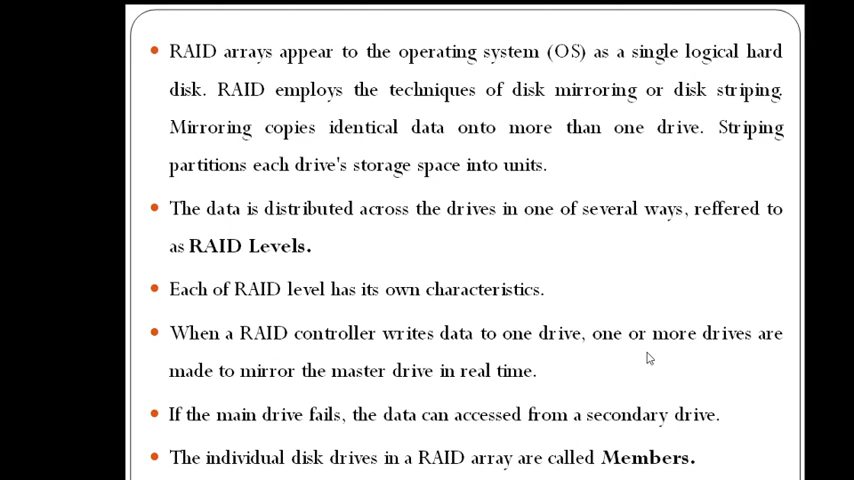 • RAID arrays appear to the operating system (OS) as a single logical hard
disk. RAID employs the techniques of disk mirroring or disk striping.
Mirroring copies identical data onto more than one drive. Striping
partitions each drive's storage space into units.
• The data is distributed across the drives in one of several ways, reffered to
as RAID Levels.
• Each of RAID level has its own characteristics.
• When a RAID controller writes data to one drive, one or more drives are
made to mirror the master drive in real time.
• If the main drive fails, the data can accessed from a secondary drive.
• The individual disk drives in a RAID array are called Members.